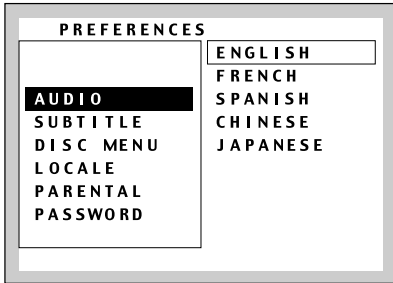 PREFERENCES
AUDIO
SUBTITLE
DISC MENU
LOCALE
PARENTAL
PASSWORD
ENGLISH
FRENCH
SPANISH
CHINESE
JAPANESE